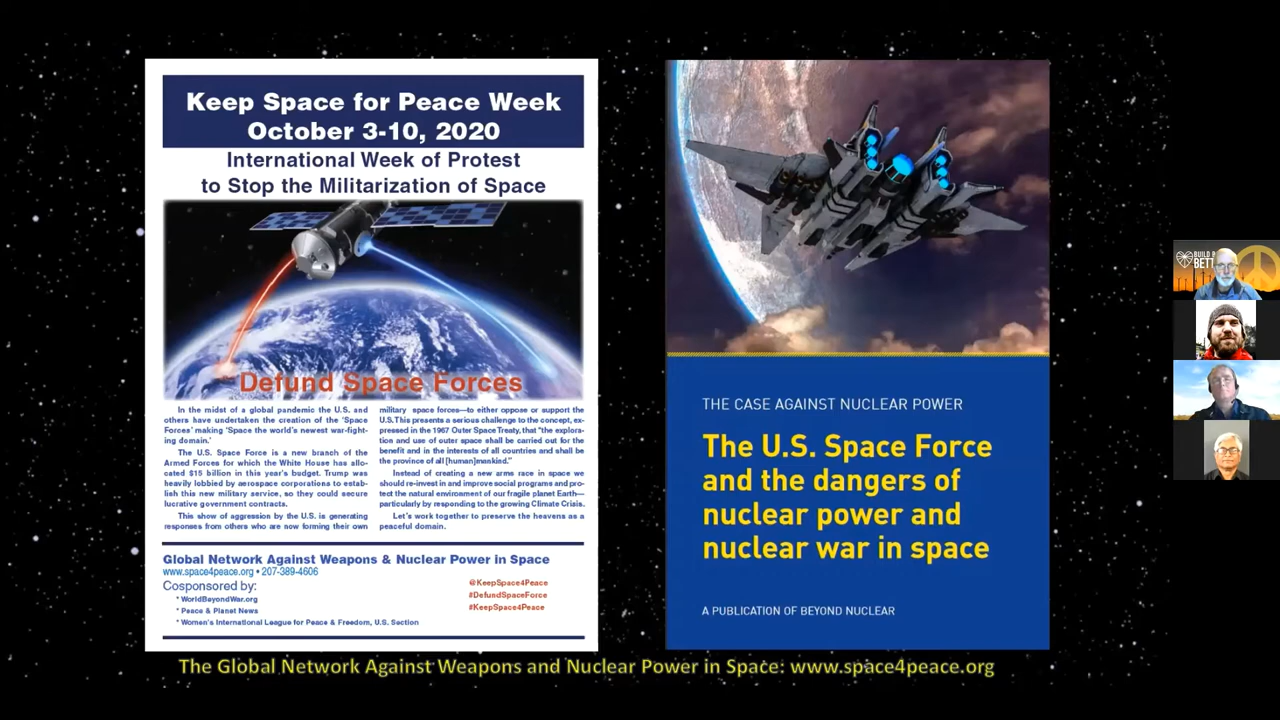 Keep Space for Peace Week
October 3-10, 2020
International Week of Protest
to Stop the Militarization of Space
Defund Space Forces
In the midst of a global pandemic the U.S. and
others have undertaken the creation of the 'Space
Forces' making 'Space the world's newest war-fight-
ing domain.'
The U.S. Space Force is a new branch of the
Armed Forces for which the White House has allo-
cated $15 billion in this year's budget. Trump was
heavily lobbied by aerospace corporations to estab-
lish this new military service, so they could secure
lucrative government contracts.
This show of aggression by the U.S. is generating
responses from others who are now forming their own
military space forces—to either oppose or support the
U.S. This presents a serious challenge to the concept, ex-
pressed in the 1967 Outer Space Treaty, that "the explora-
tion and use of outer space shall be carried out for the
benefit and in the interests of all countries and shall be
the province of all [human]mankind."
Instead of creating a new arms race in space we
should re-invest in and improve social programs and pro-
tect the natural environment of our fragile planet Earth—
particularly by responding to the growing Climate Crisis.
Let's work together to preserve the heavens as a
peaceful domain.
Global Network Against Weapons & Nuclear Power in Space
www.space4peace.org • 207-389-4606
Cosponsored by:
* WorldBeyondWar.org
* Peace & Planet News
* Women's International League for Peace & Freedom, U.S. Section
@KeepSpace4Peace
#DefundSpaceForce
#KeepSpace4Peace
THE CASE AGAINST NUCLEAR POWER
The U.S. Space Force
and the dangers of
nuclear power and
nuclear war in space
A PUBLICATION OF BEYOND NUCLEAR
The Global Network Against Weapons and Nuclear Power in Space: www.space4peace.org
BUILD